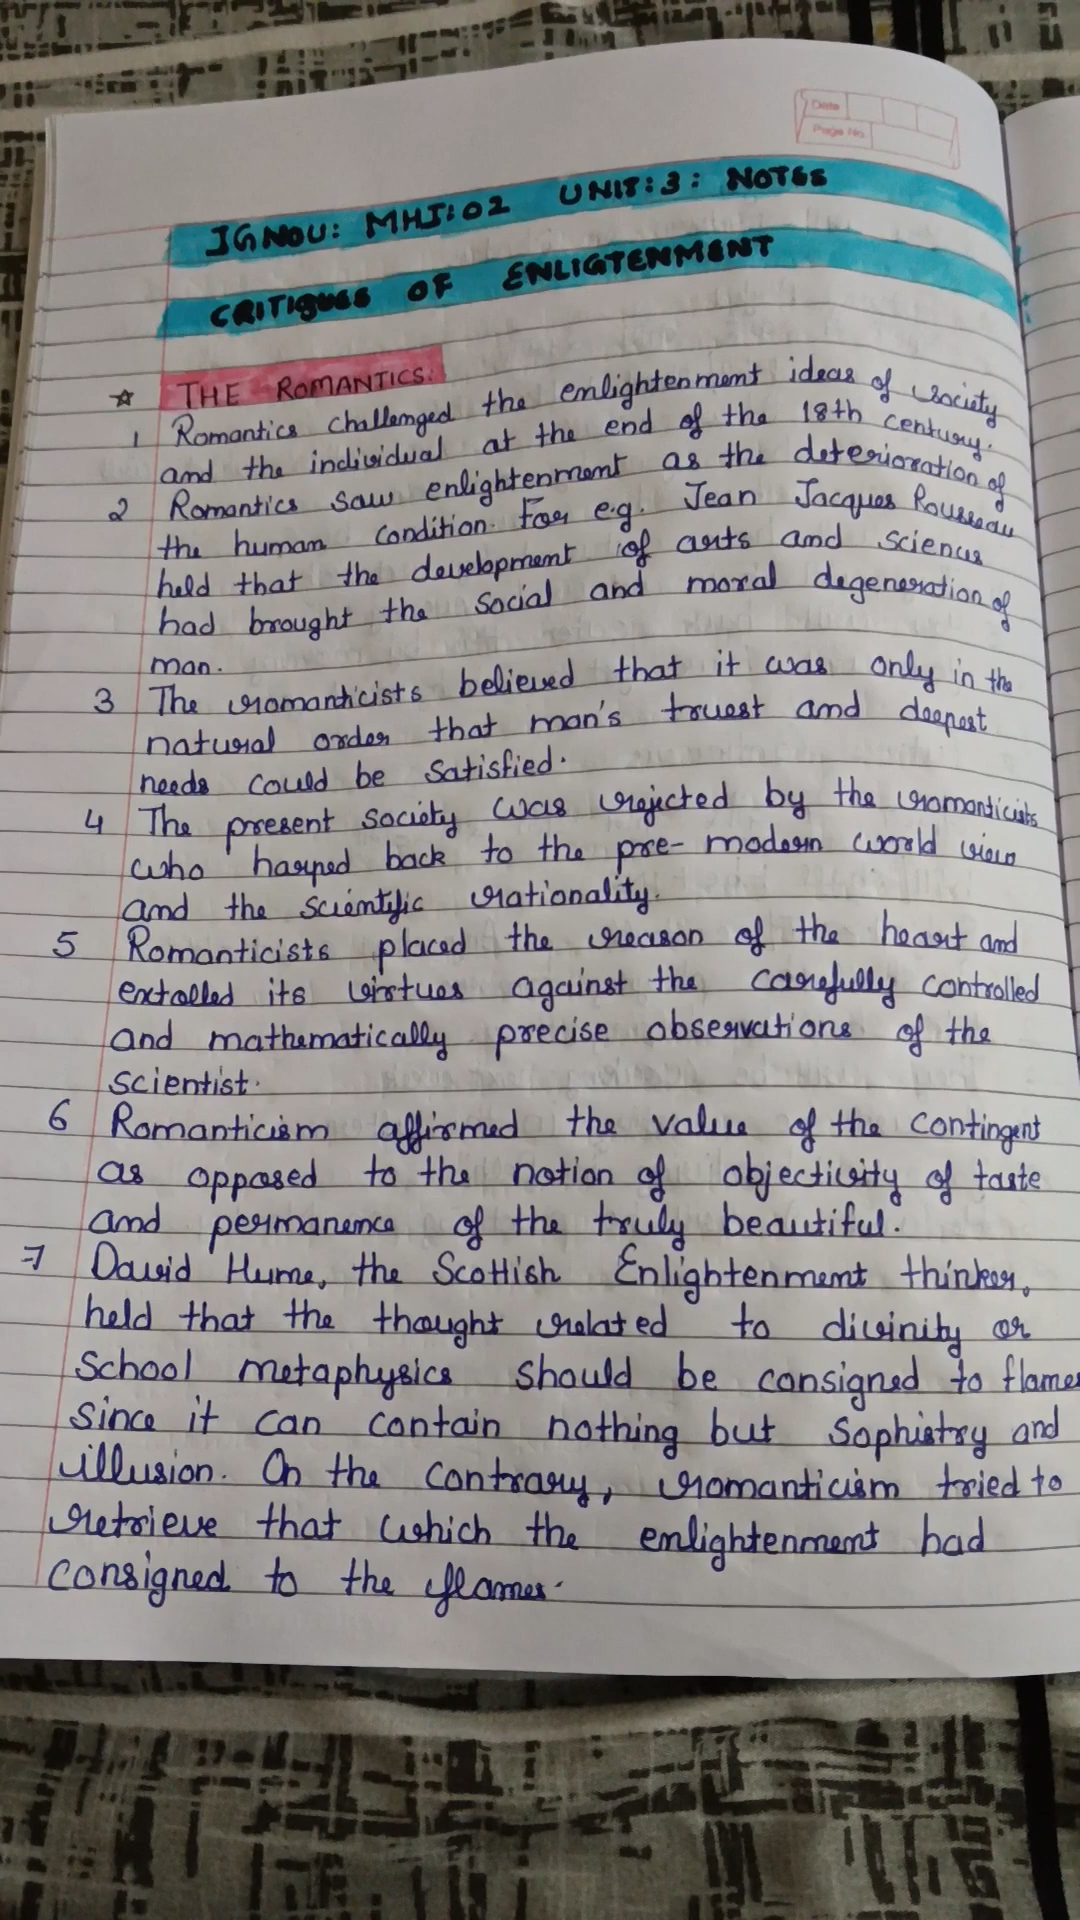 Date
Page No.
IGNOU: MHI:02 UNIT:3: NOTES
CRITIQUES OF ENLIGTENMENT
☆ THE ROMANTICS:
1 Romantics challenged the enlightenment ideas of society
and the individual at the end of the 18th century.
2 Romantics saw enlightenment as the deterioration of
the human condition. For e.g. Jean Jacques Rousseau
held that the development of arts and sciences
had brought the social and moral degeneration of
man.
3 The romanticists believed that it was only in the
natural order that man's truest and deepest
needs could be satisfied.
4 The present society was rejected by the romanticists
who harped back to the pre-modern world view
and the scientific rationality.
5 Romanticists placed the reason of the heart and
extolled its virtues against the carefully controlled
and mathematically precise observations of the
scientist.
6 Romanticism affirmed the value of the contingent
as opposed to the notion of objectivity of taste
and permanence of the truly beautiful.
7 David Hume, the Scottish Enlightenment thinker,
held that the thought related to divinity or
school metaphysics should be consigned to flames
since it can contain nothing but sophistry and
illusion. On the contrary, romanticism tried to
retrieve that which the enlightenment had
consigned to the flames.